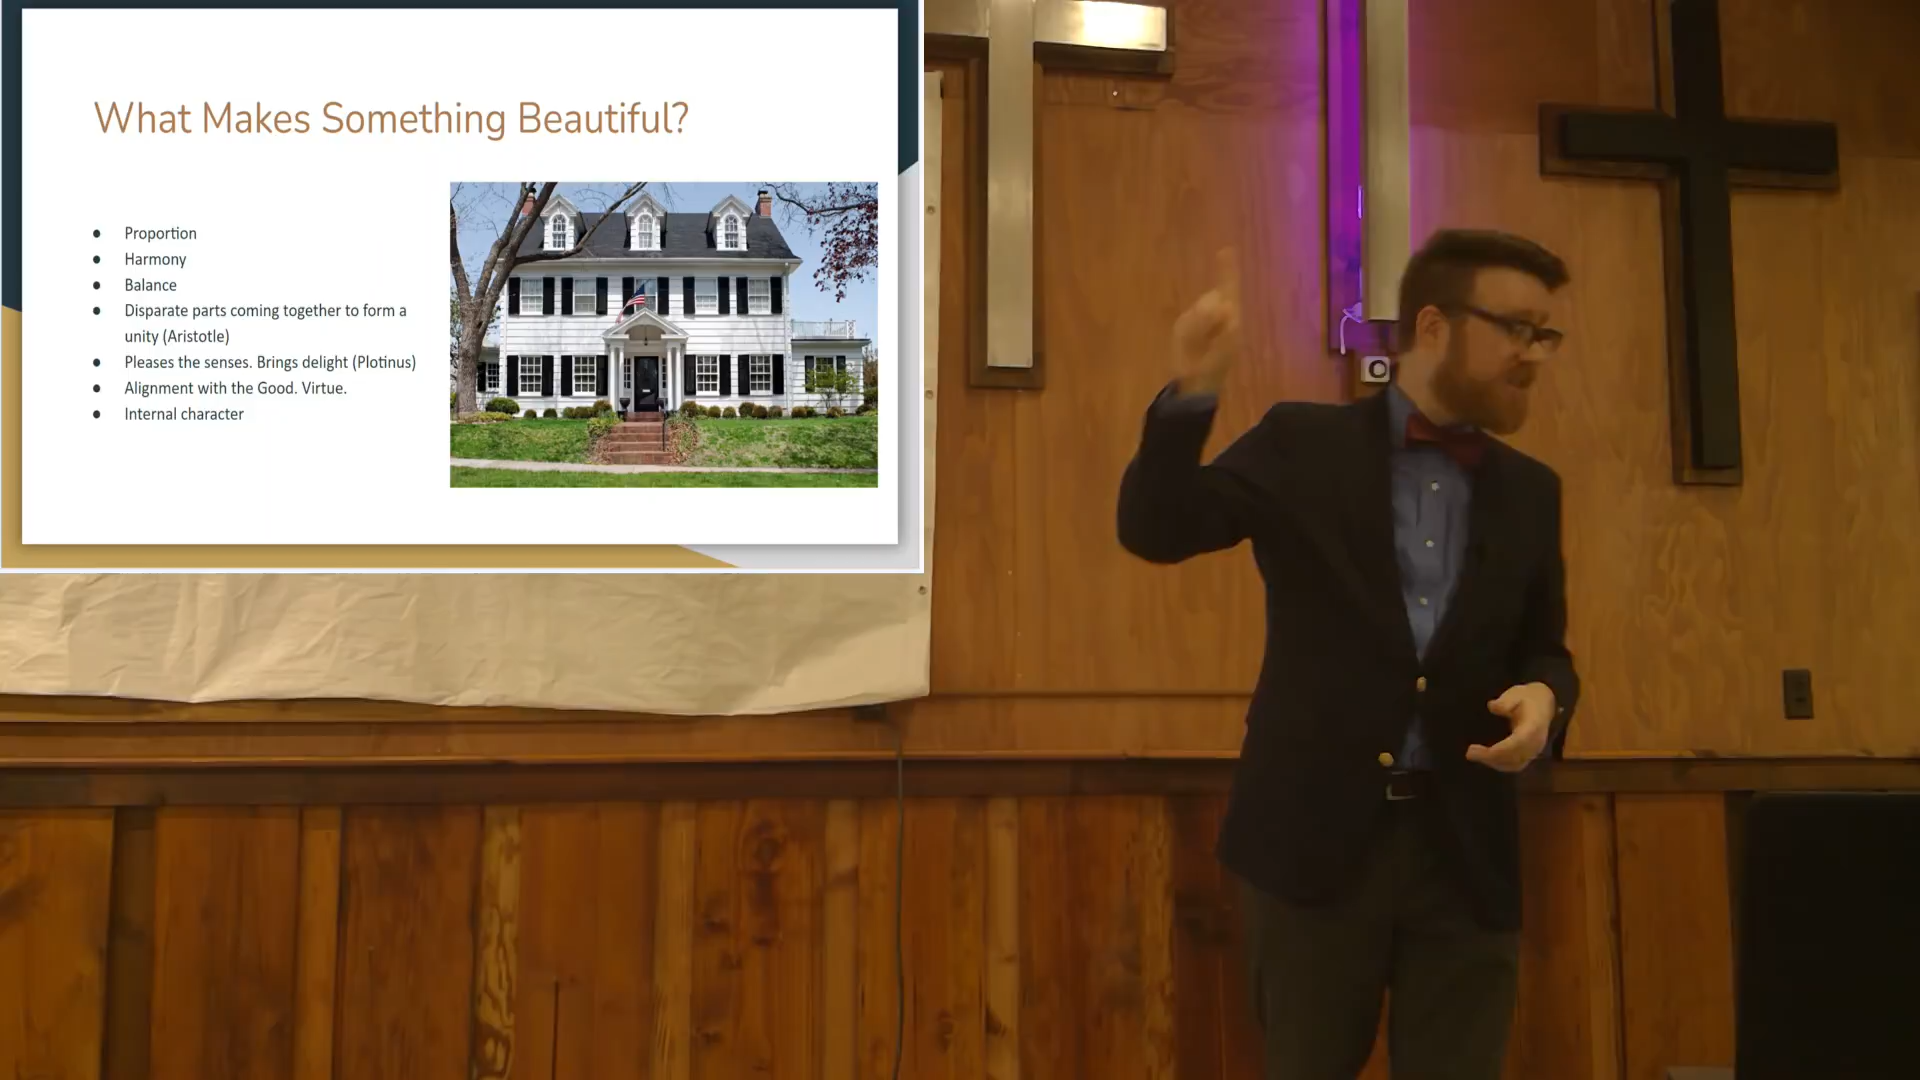 What Makes Something Beautiful?
● Proportion
● Harmony
● Balance
● Disparate parts coming together to form a
unity (Aristotle)
● Pleases the senses. Brings delight (Plotinus)
● Alignment with the Good. Virtue.
● Internal character